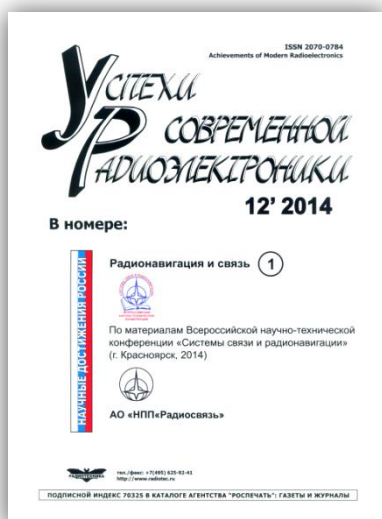 ISSN 2070-0784
Achievements of Modern Radioelectronics
Успехи
современной
Радиоэлектроники
12' 2014
В номере:
НАУЧНЫЕ ДОСТИЖЕНИЯ РОССИИ
Радионавигация и связь 1
По материалам Всероссийской научно-технической
конференции «Системы связи и радионавигации»
(г. Красноярск, 2014)
АО «НПП«Радиосвязь»
РАДИОТЕХНИКА
тел./факс: +7(495) 625-92-41
http://www.radiotec.ru
ПОДПИСНОЙ ИНДЕКС 70325 В КАТАЛОГЕ АГЕНТСТВА "РОСПЕЧАТЬ": ГАЗЕТЫ И ЖУРНАЛЫ